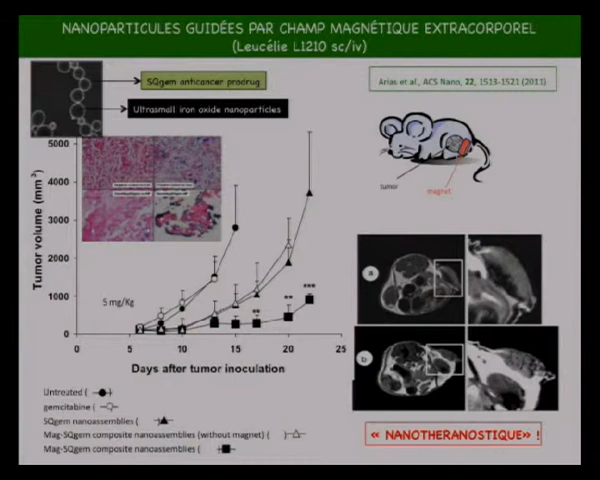 NANOPARTICULES GUIDÉES PAR CHAMP MAGNÉTIQUE EXTRACORPOREL
(Leucélie L1210 sc/iv)
SQgem anticancer prodrug
Arias et al., ACS Nano, 22, 1513-1521 (2011)
Ultrasmall iron oxide nanoparticles
Tumor volume (mm³)
5000
4000
3000
2000
1000
0
5 mg/Kg
**
**
***
0 5 10 15 20 25
Days after tumor inoculation
tumor
magnet
a
b
Untreated ( )
gemcitabine ( )
SQgem nanoassemblies ( )
Mag-SQgem composite nanoassemblies (without magnet) ( )
Mag-SQgem composite nanoassemblies ( )
« NANOTHERANOSTIQUE» !